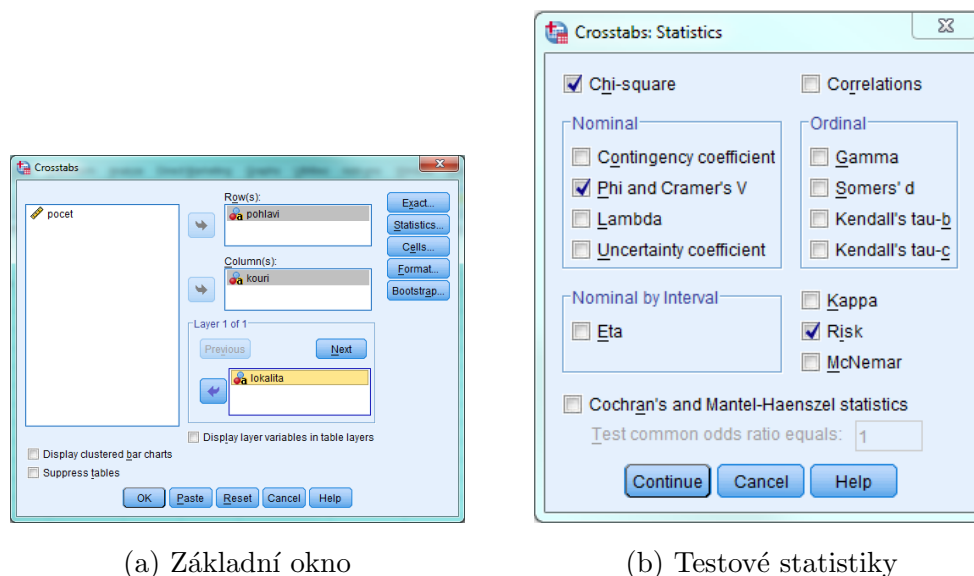 Crosstabs
pocet
Row(s):
pohlavi
Column(s):
kouri
Layer 1 of 1
Previous
Next
lokalita
Display layer variables in table layers
Exact...
Statistics...
Cells...
Format...
Bootstrap...
Display clustered bar charts
Suppress tables
OK Paste Reset Cancel Help
(a) Základní okno
Crosstabs: Statistics
Chi-square
Correlations
Nominal
Contingency coefficient
Phi and Cramer's V
Lambda
Uncertainty coefficient
Ordinal
Gamma
Somers' d
Kendall's tau-b
Kendall's tau-c
Nominal by Interval
Eta
Kappa
Risk
McNemar
Cochran's and Mantel-Haenszel statistics
Test common odds ratio equals: 1
Continue Cancel Help
(b) Testové statistiky